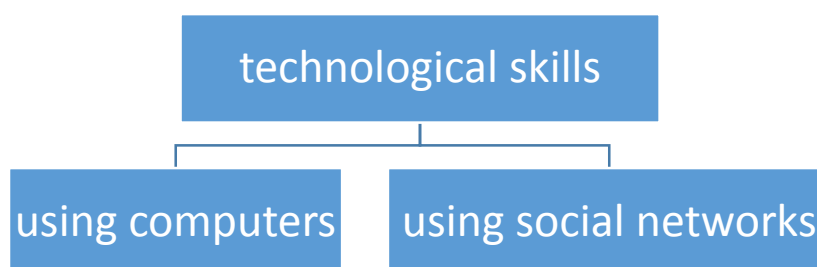 technological skills
using computers
using social networks